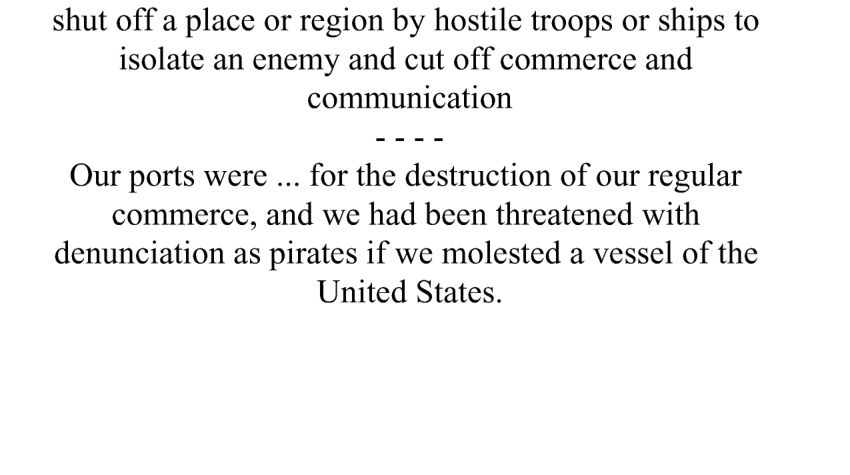 shut off a place or region by hostile troops or ships to
isolate an enemy and cut off commerce and
communication
- - - -
Our ports were ... for the destruction of our regular
commerce, and we had been threatened with
denunciation as pirates if we molested a vessel of the
United States.